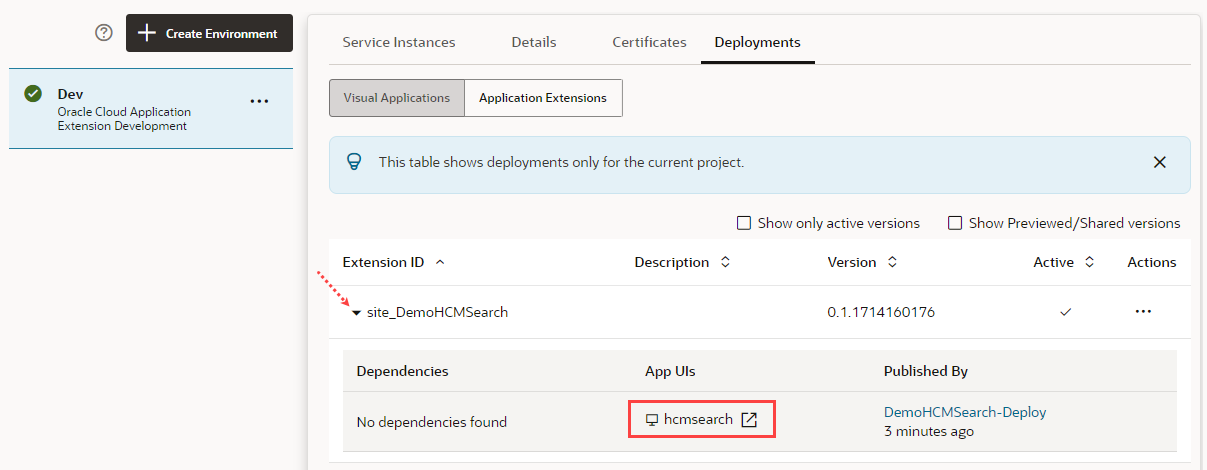 Create Environment
Dev
Oracle Cloud Application
Extension Development
Service Instances Details Certificates Deployments
Visual Applications Application Extensions
This table shows deployments only for the current project.
Show only active versions Show Previewed/Shared versions
Extension ID Description Version Active Actions
site_DemoHCMSearch 0.1.1714160176
Dependencies App UIs Published By
No dependencies found hcmsearch DemoHCMSearch-Deploy
3 minutes ago